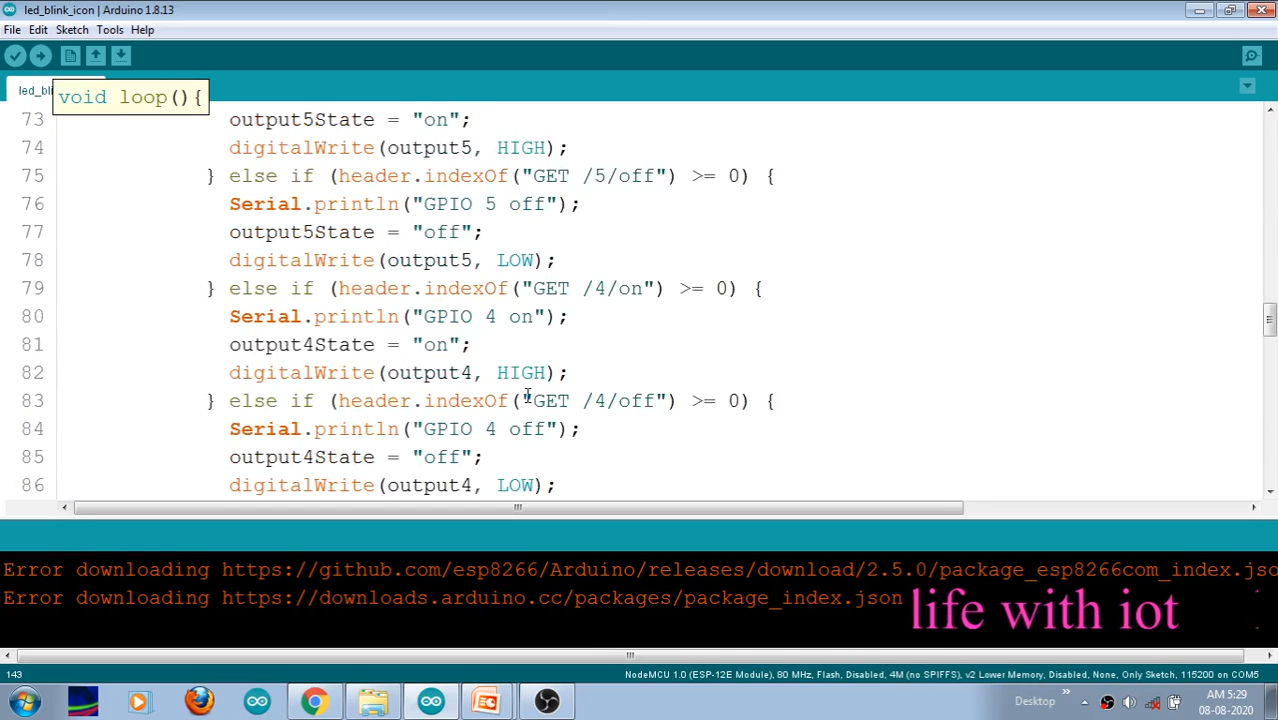 led_blink_icon | Arduino 1.8.13
File Edit Sketch Tools Help
led_bl
void loop(){
73 output5State = "on";
74 digitalWrite(output5, HIGH);
75 } else if (header.indexOf("GET /5/off") >= 0) {
76 Serial.println("GPIO 5 off");
77 output5State = "off";
78 digitalWrite(output5, LOW);
79 } else if (header.indexOf("GET /4/on") >= 0) {
80 Serial.println("GPIO 4 on");
81 output4State = "on";
82 digitalWrite(output4, HIGH);
83 } else if (header.indexOf("GET /4/off") >= 0) {
84 Serial.println("GPIO 4 off");
85 output4State = "off";
86 digitalWrite(output4, LOW);
Error downloading https://github.com/esp8266/Arduino/releases/download/2.5.0/package_esp8266com_index.jso
Error downloading https://downloads.arduino.cc/packages/package_index.json
life with iot
143
NodeMCU 1.0 (ESP-12E Module), 80 MHz, Flash, Disabled, 4M (no SPIFFS), v2 Lower Memory, Disabled, None, Only Sketch, 115200 on COM5
Desktop
AM 5:29
08-08-2020